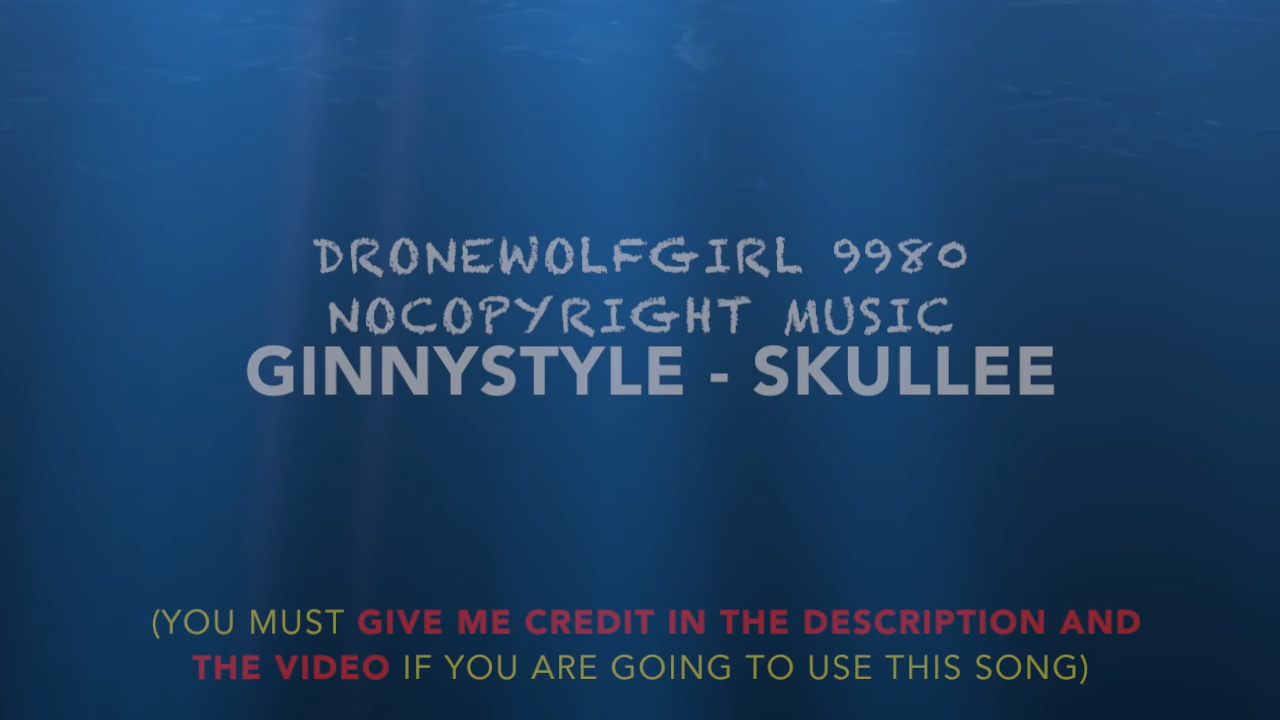 DRONEWOLFGIRL 9980
NOCOPYRIGHT MUSIC
GINNYSTYLE - SKULLEE
(YOU MUST GIVE ME CREDIT IN THE DESCRIPTION AND
THE VIDEO IF YOU ARE GOING TO USE THIS SONG)